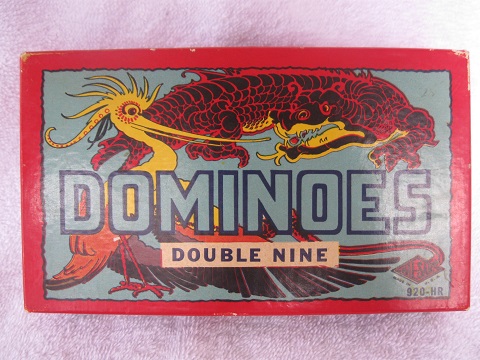 DOMINOES
DOUBLE NINE
920-HR